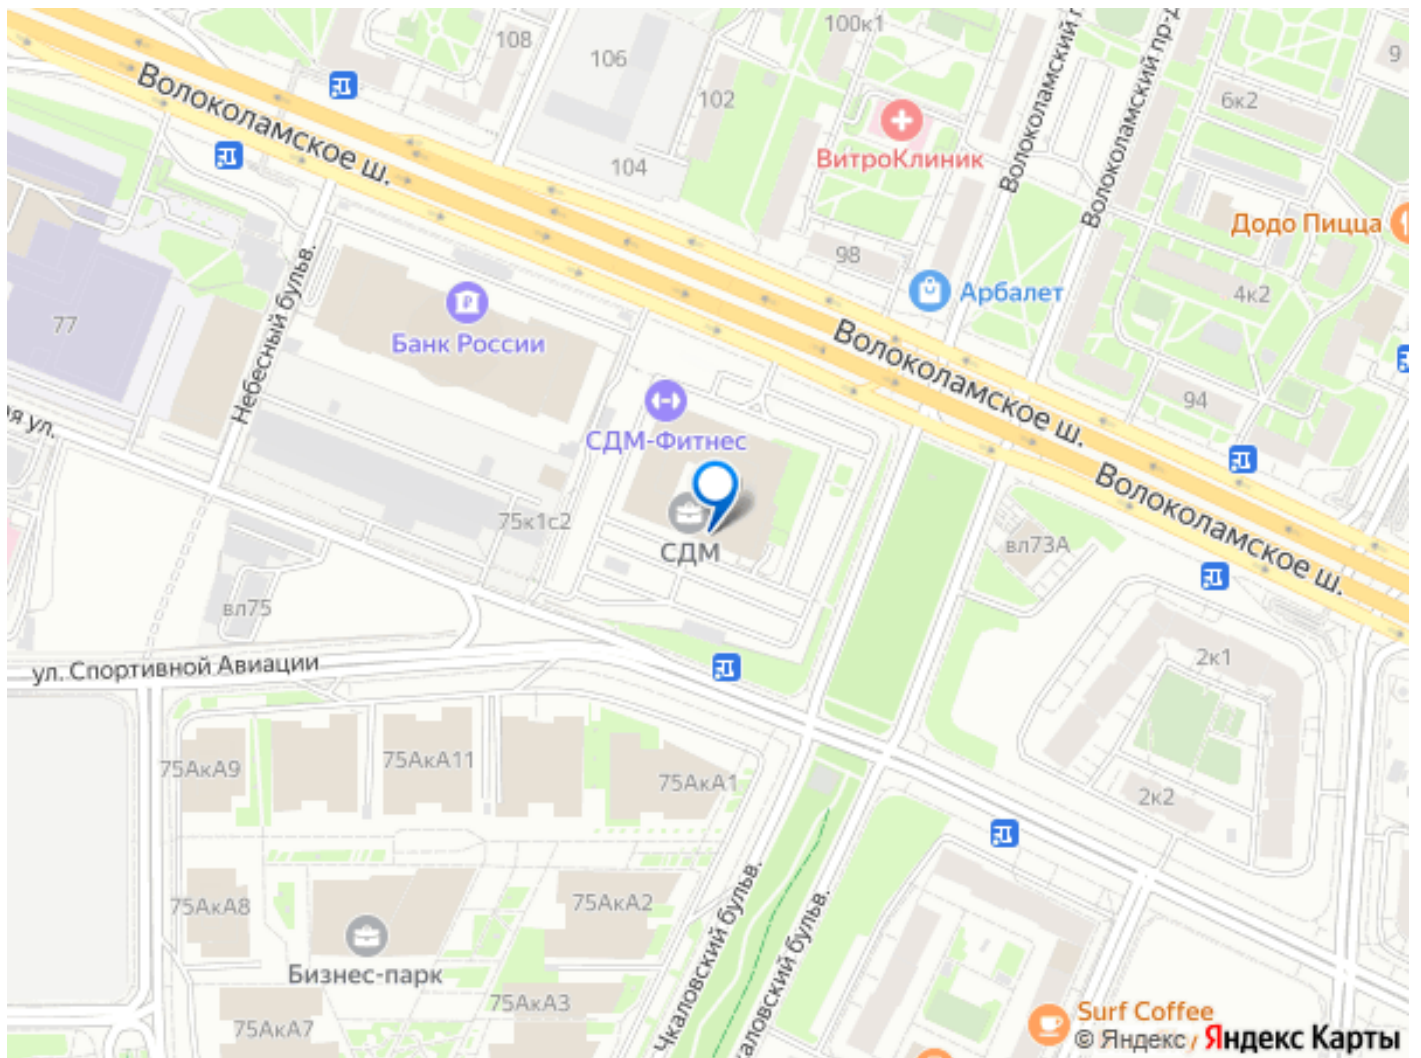 108
100к1
106
9
Волоколамский п
Волоколамский пр-д
102
6к2
Волоколамское ш.
ВитроКлиник
104
Додо Пицца
98
Арбалет
4к2
77
Небесный бульв.
Банк России
Волоколамское ш.
94
ая ул.
СДМ-Фитнес
Волоколамское ш.
75к1с2
СДМ
вл73А
вл75
ул. Спортивной Авиации
2к1
75АкА9
75АкА11
75АкА1
2к2
75АкА8
75АкА2
Чкаловский бульв.
каловский бульв.
Бизнес-парк
75АкА3
75АкА7
Surf Coffee
© Яндекс Яндекс Карты